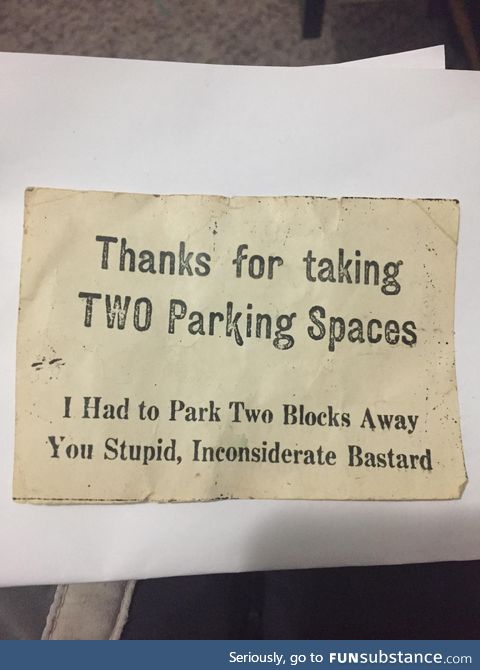 Thanks for taking
TWO Parking Spaces
I Had to Park Two Blocks Away
You Stupid, Inconsiderate Bastard
Seriously, go to FUNsubstance.com